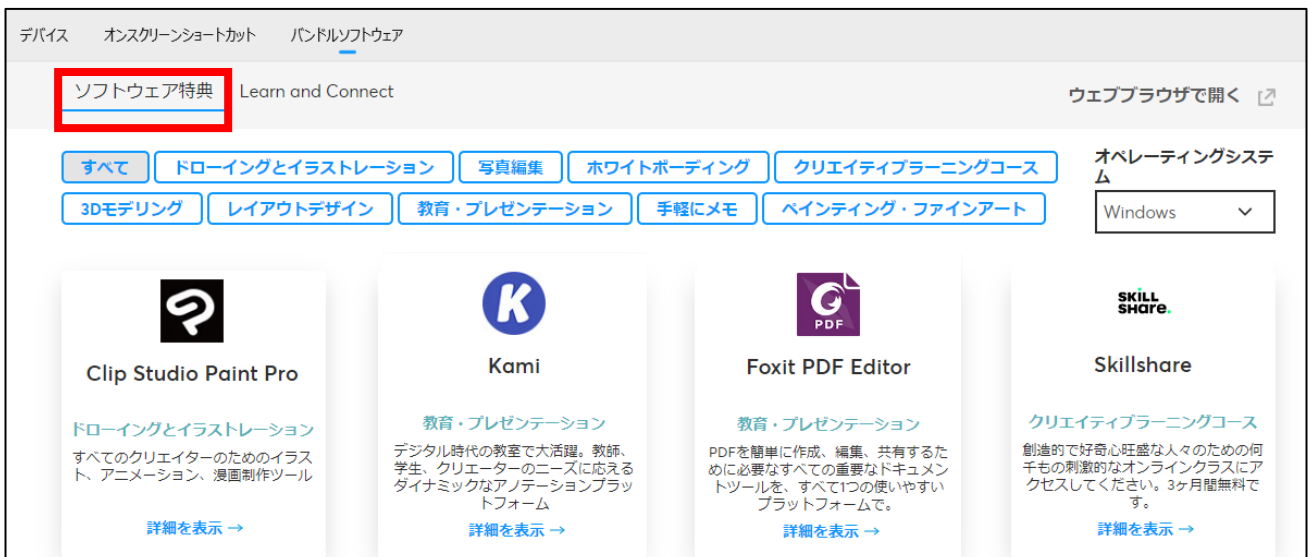 デバイス オンスクリーンショートカット バンドルソフトウェア
ソフトウェア特典 Learn and Connect ウェブブラウザで開く
すべて ドローイングとイラストレーション 写真編集 ホワイトボーディング クリエイティブラーニングコース
3Dモデリング レイアウトデザイン 教育・プレゼンテーション 手軽にメモ ペインティング・ファインアート
オペレーティングシステ
ム
Windows
Clip Studio Paint Pro
ドローイングとイラストレーション
すべてのクリエイターのためのイラス
ト、アニメーション、漫画制作ツール
詳細を表示 →
K
Kami
教育・プレゼンテーション
デジタル時代の教室で大活躍。教師、
学生、クリエーターのニーズに応える
ダイナミックなアノテーションプラッ
トフォーム
詳細を表示 →
G
PDF
Foxit PDF Editor
教育・プレゼンテーション
PDFを簡単に作成、編集、共有するた
めに必要なすべての重要なドキュメン
トツールを、すべて1つの使いやすい
プラットフォームで。
詳細を表示 →
SKILL
SHare.
Skillshare
クリエイティブラーニングコース
創造的で好奇心旺盛な人々のための何
千もの刺激的なオンラインクラスにア
クセスしてください。3ヶ月間無料で
す。
詳細を表示 →